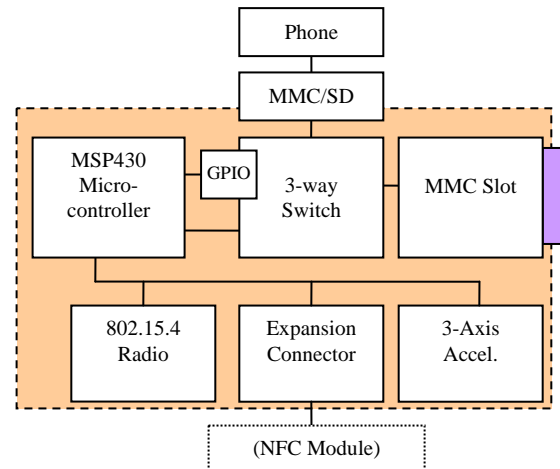 Phone
MMC/SD
MSP430
Micro-
controller
GPIO
3-way
Switch
MMC Slot
802.15.4
Radio
Expansion
Connector
3-Axis
Accel.
(NFC Module)